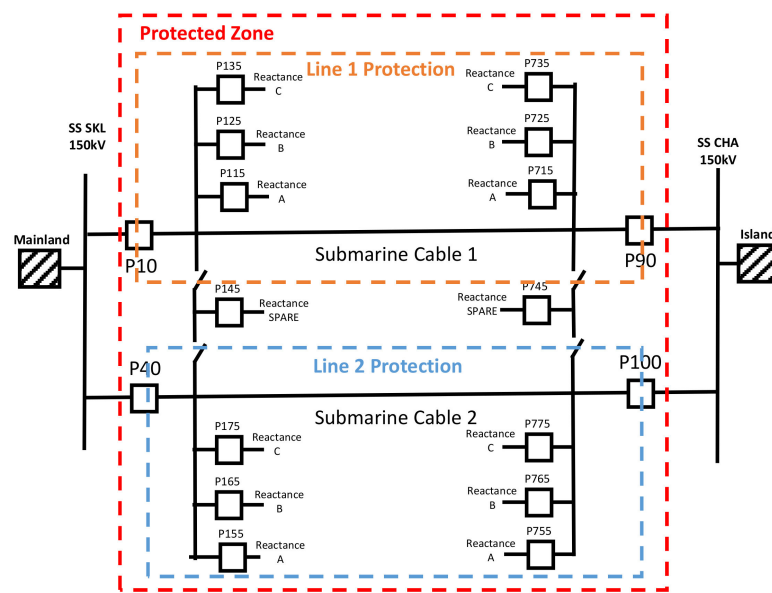 Protected Zone
Line 1 Protection
P135
Reactance
C
P125
Reactance
B
P115
Reactance
A
P735
Reactance
C
P725
Reactance
B
P715
Reactance
A
SS SKL
150kV
SS CHA
150kV
Mainland
Island
P10
Submarine Cable 1
P90
P145
Reactance
SPARE
P745
Reactance
SPARE
Line 2 Protection
P40
P100
Submarine Cable 2
P175
Reactance
C
P165
Reactance
B
P155
Reactance
A
P775
Reactance
C
P765
Reactance
B
P755
Reactance
A